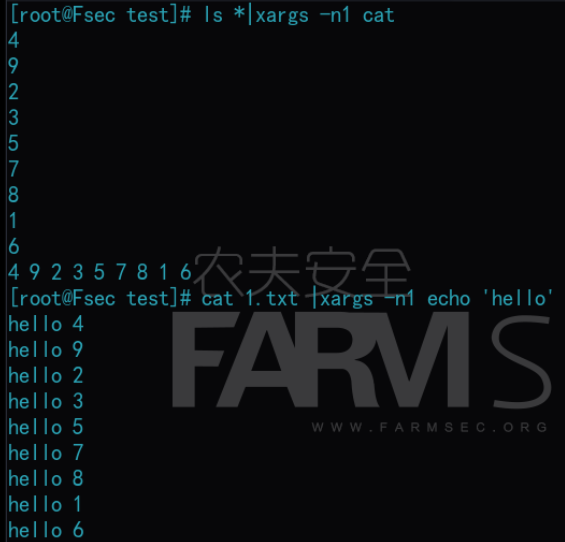 [root@Fsec test]# ls *|xargs -n1 cat
4
9
2
3
5
7
8
1
6
4 9 2 3 5 7 8 1 6
农夫安全
[root@Fsec test]# cat 1.txt |xargs -n1 echo 'hello'
hello 4
hello 9
hello 2
hello 3
hello 5
hello 7
hello 8
hello 1
hello 6
FARMS
WWW.FARMSEC.ORG